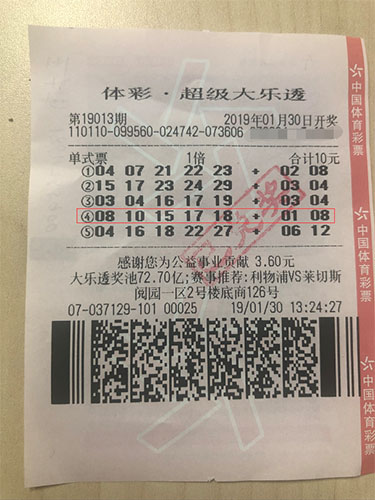 体彩·超级大乐透
第19013期 2019年01月30日开奖
110110-099560-024742-073606
单式票 1倍 合计10元
①04 07 21 22 23 + 02 08
②15 17 23 24 29 + 03 04
③03 04 16 17 19 + 03 04
④08 10 15 17 18 + 01 08
⑤04 16 18 22 27 + 06 12
感谢您为公益事业贡献 3.60元
大乐透奖池72.70亿;赛事推荐:利物浦VS莱切斯
阅园一区2号楼底商126号
07-037129-101 00025 19/01/30 13:24:27
中国体育彩票
中国体育彩票
中国体育彩票